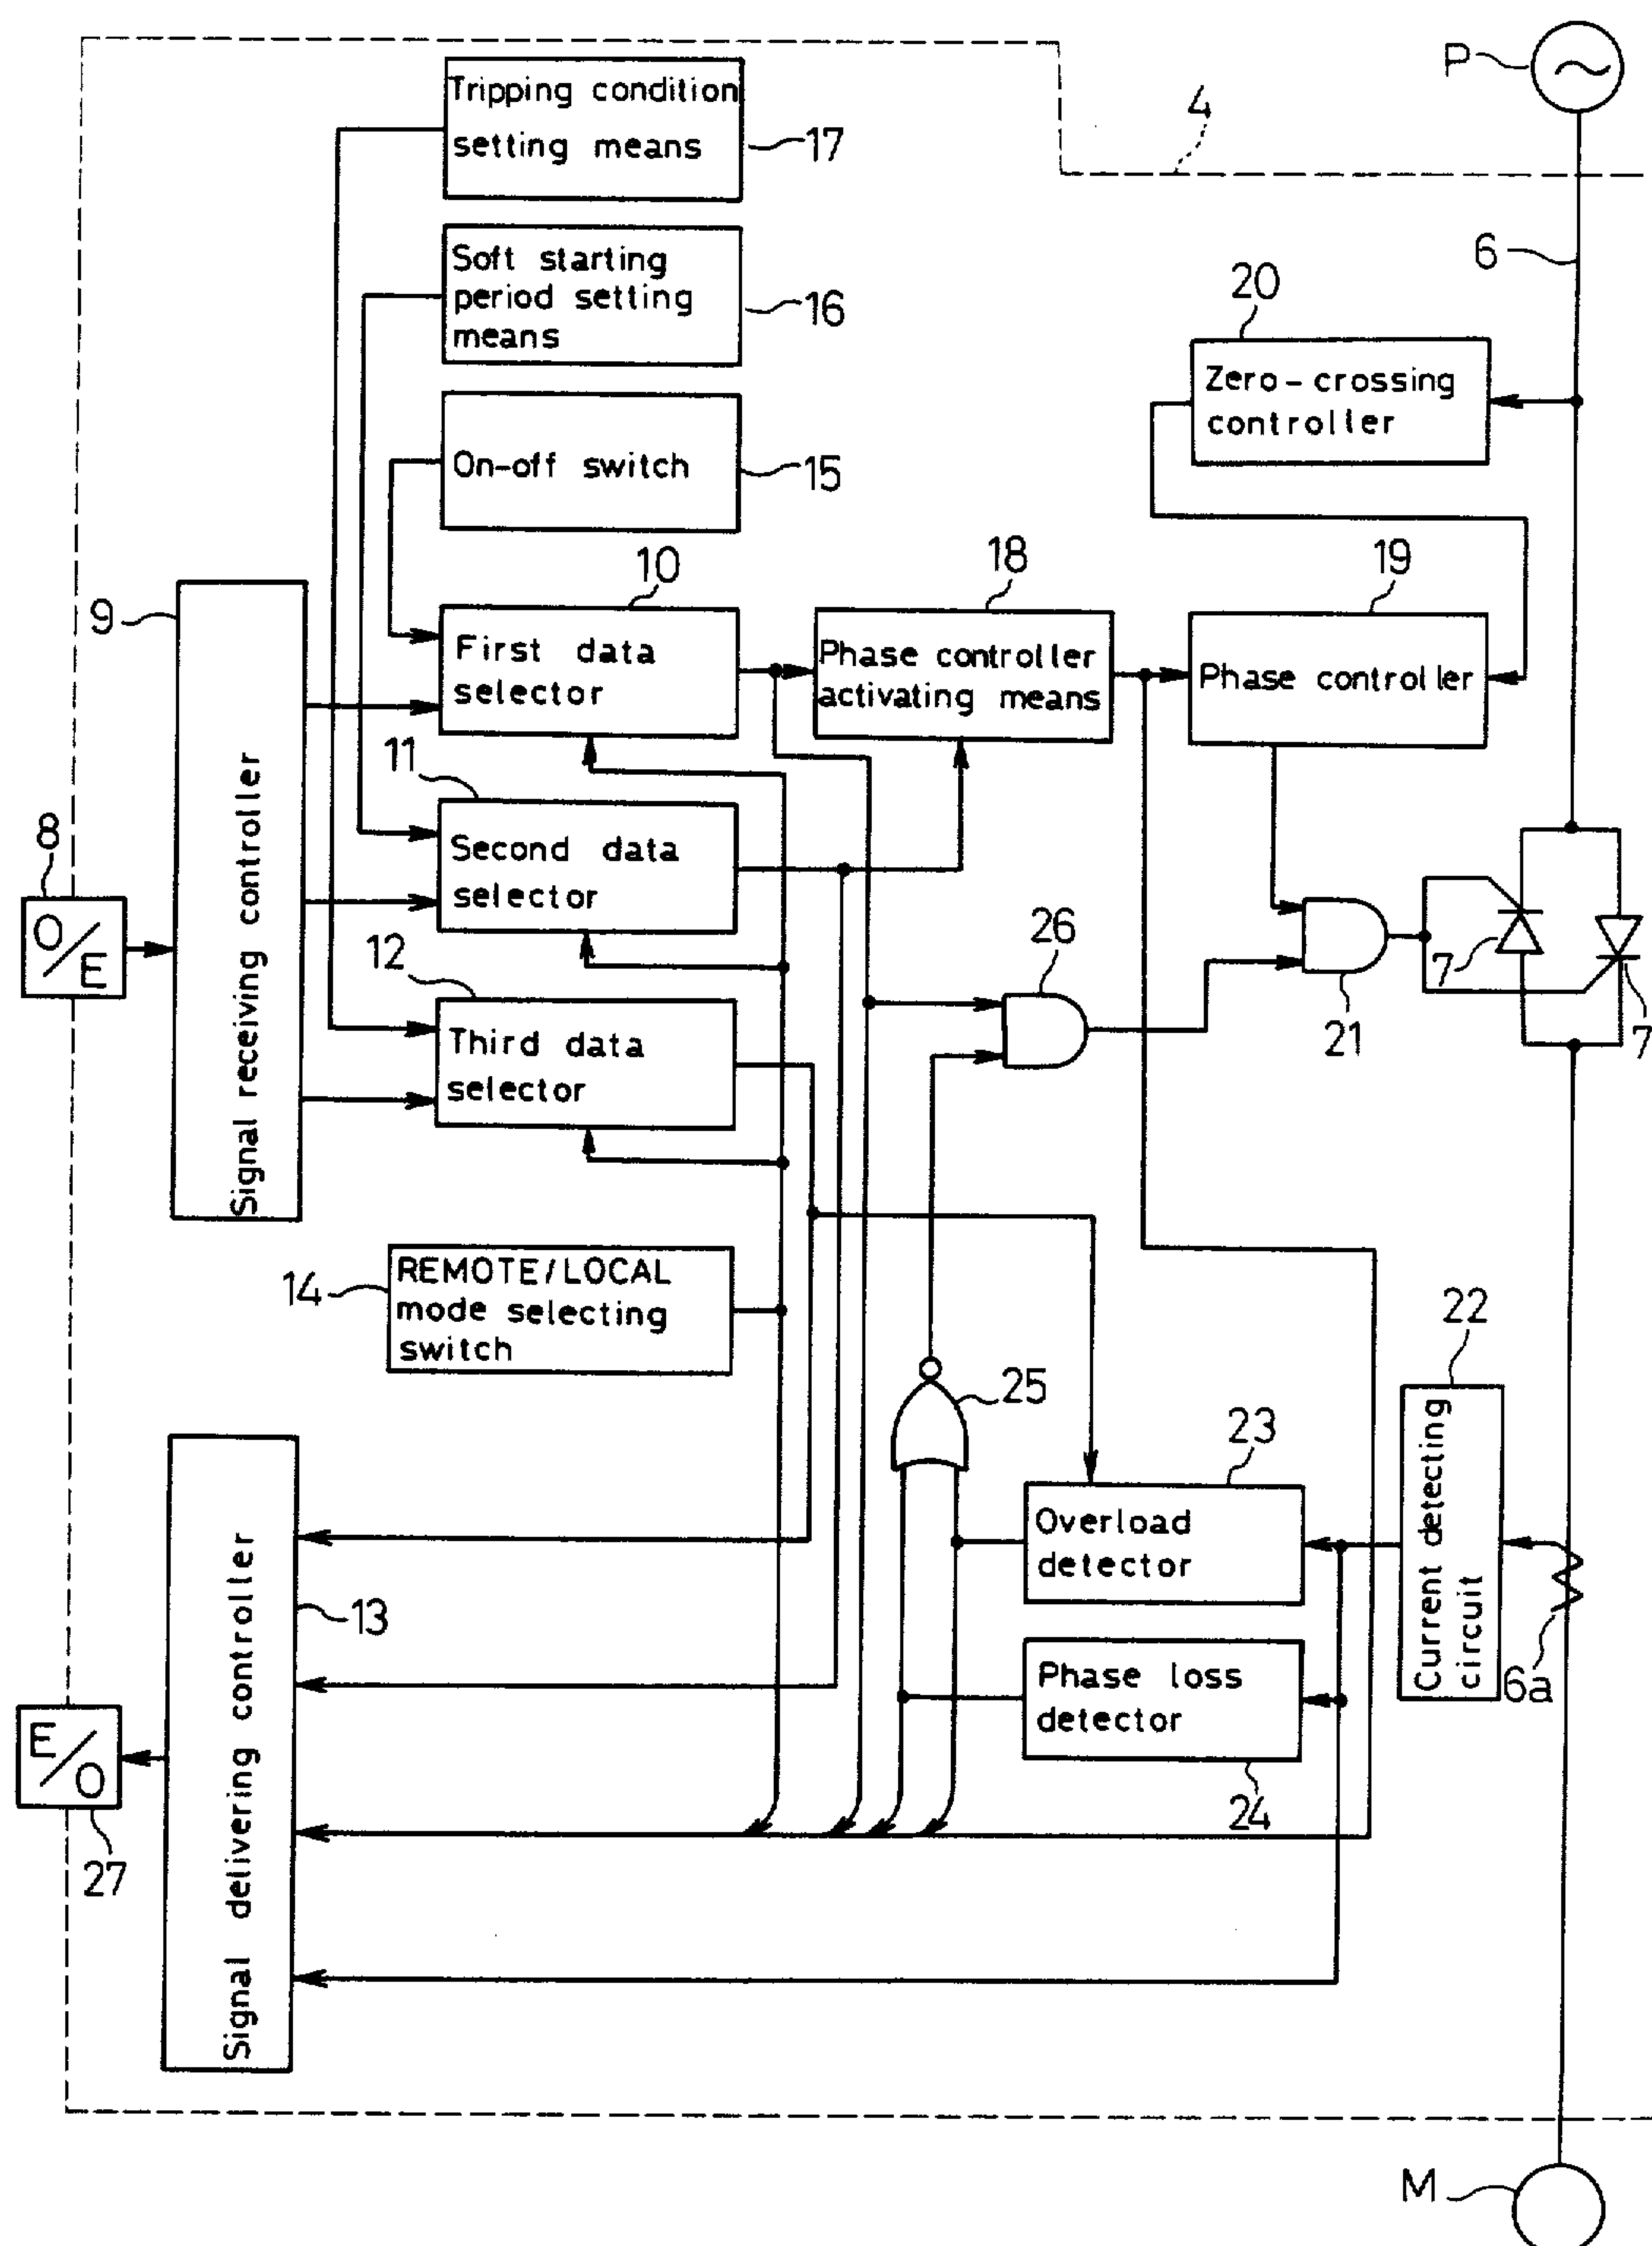 P
4
Tripping condition
setting means
17
6
Soft starting
period setting
means
16
20
Zero-crossing
controller
On-off switch
15
10
18
19
9
First data
selector
Phase controller
activating means
Phase controller
Signal receiving controller
11
Second data
selector
8
O/E
26
7
7
21
12
Third data
selector
14
REMOTE/LOCAL
mode selecting
switch
22
25
23
Current detecting
circuit
Overload
detector
13
Signal delivering controller
6a
Phase loss
detector
24
E/O
27
M